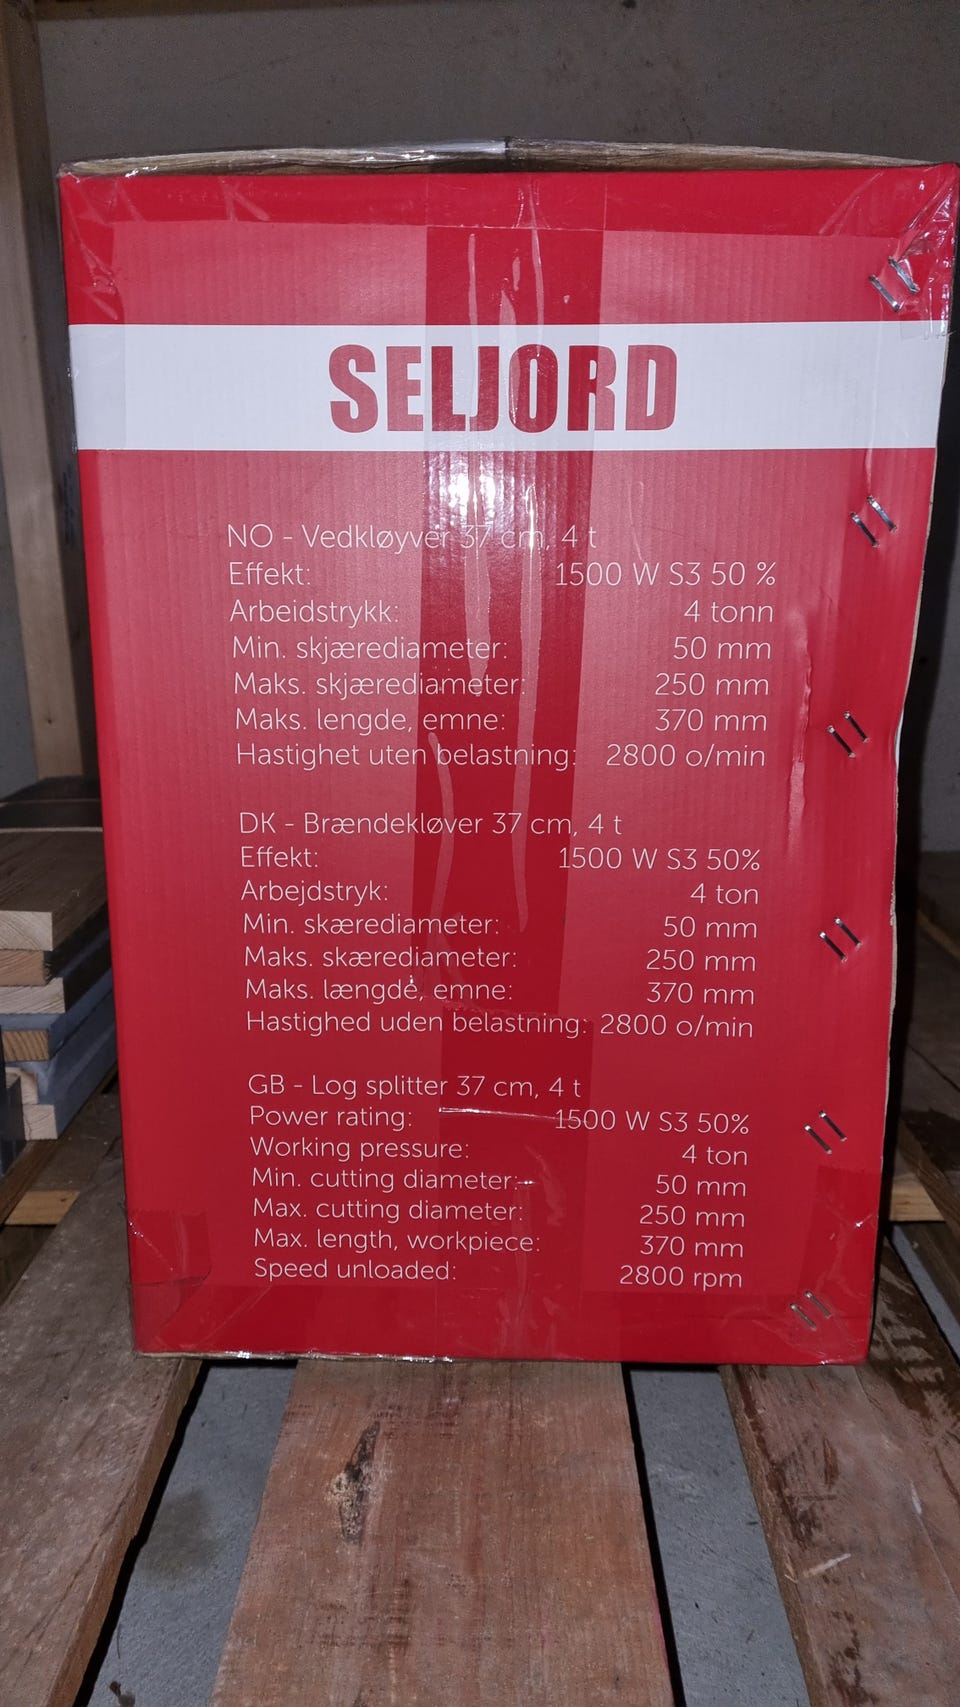 SELJORD
NO - Vedkløyver 37 cm, 4 t
Effekt: 1500 W S3 50 %
Arbeidstrykk: 4 tonn
Min. skjærediameter: 50 mm
Maks. skjærediameter: 250 mm
Maks. lengde, emne: 370 mm
Hastighet uten belastning: 2800 o/min
DK - Brændekløver 37 cm, 4 t
Effekt: 1500 W S3 50%
Arbejdstryk: 4 ton
Min. skærediameter: 50 mm
Maks. skærediameter: 250 mm
Maks. længde, emne: 370 mm
Hastighed uden belastning: 2800 o/min
GB - Log splitter 37 cm, 4 t
Power rating: 1500 W S3 50%
Working pressure: 4 ton
Min. cutting diameter: 50 mm
Max. cutting diameter: 250 mm
Max. length, workpiece: 370 mm
Speed unloaded: 2800 rpm